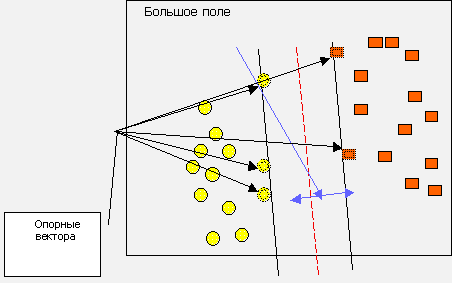 Большое поле
Опорные
вектора